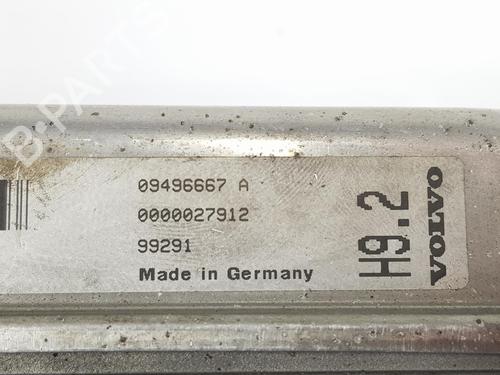 09496667 A
0000027912
99291
Made in Germany
H9.2
VOLVO
B-PARTS